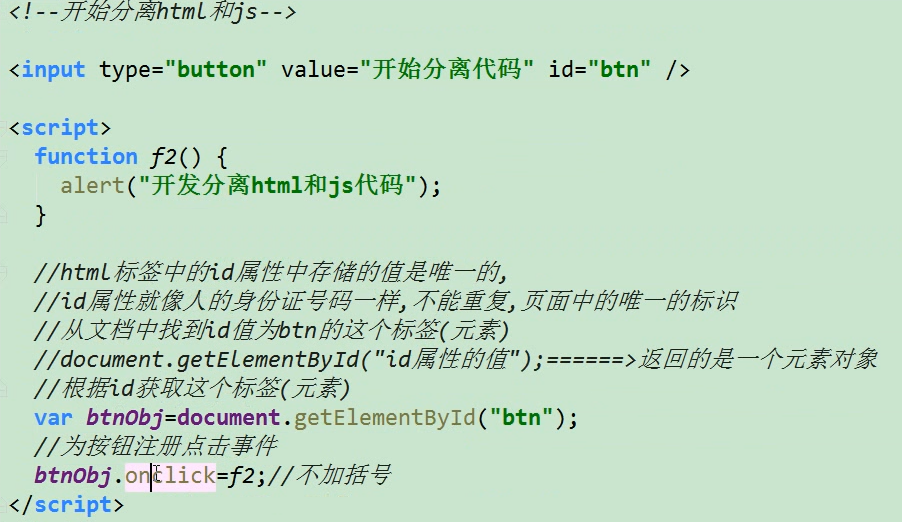 <!--开始分离html和js-->
<input type="button" value="开始分离代码" id="btn" />
<script>
function f2() {
alert("开发分离html和js代码");
}
//html标签中的id属性中存储的值是唯一的,
//id属性就像人的身份证号码一样,不能重复,页面中的唯一的标识
//从文档中找到id值为btn的这个标签(元素)
//document.getElementById("id属性的值");======>返回的是一个元素对象
//根据id获取这个标签(元素)
var btnObj=document.getElementById("btn");
//为按钮注册点击事件
btnObj.onclick=f2;//不加括号
</script>